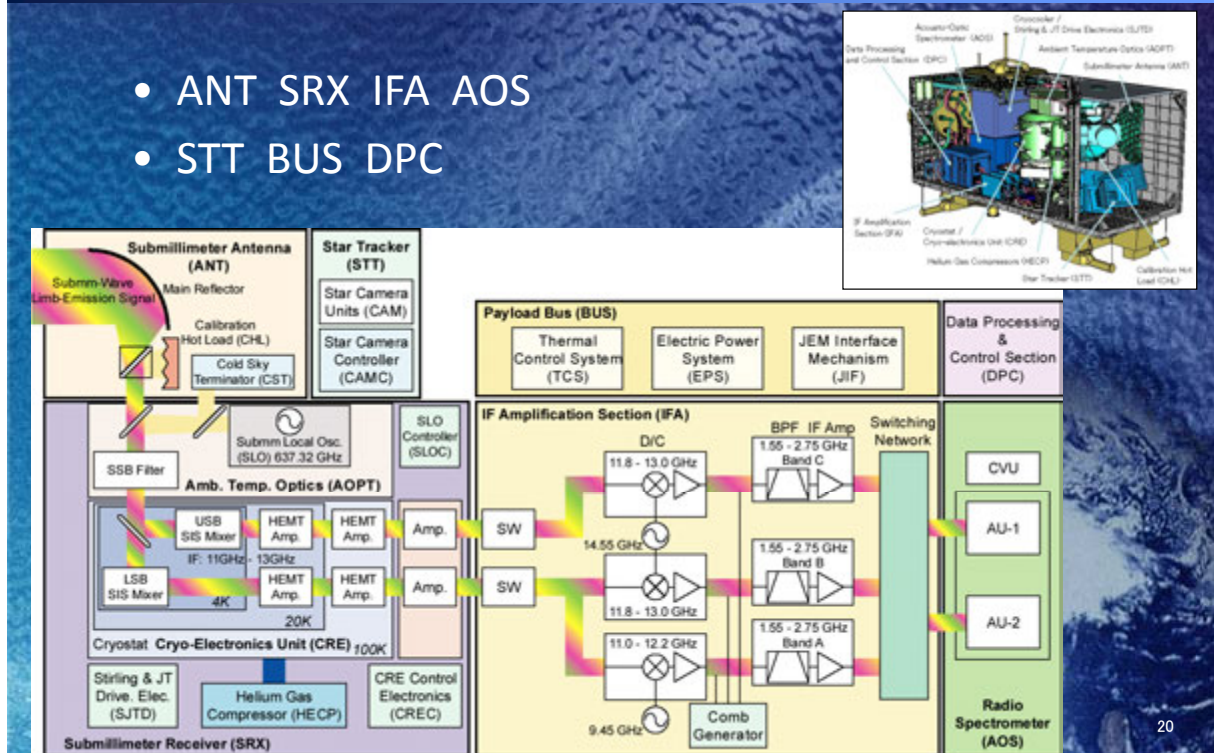 • ANT SRX IFA AOS
• STT BUS DPC
Acousto-Optic
Spectrometer (AOS)
Cryocooler /
Stirling & JT Drive Electronics (SJTD)
Data Processing
and Control Section (DPC)
Ambient Temperature Optics (AOPT)
Submillimeter Antenna (ANT)
IF Amplification
Section (IFA)
Cryostat /
Cryo-electronics Unit (CRE)
Helium Gas Compressors (HECP)
Star Tracker (STT)
Calibration Hot
Load (CHL)
Submillimeter Antenna
(ANT)
Submm-Wave
Limb-Emission Signal
Main Reflector
Calibration
Hot Load (CHL)
Cold Sky
Terminator (CST)
Star Tracker
(STT)
Star Camera
Units (CAM)
Star Camera
Controller
(CAMC)
Payload Bus (BUS)
Thermal
Control System
(TCS)
Electric Power
System
(EPS)
JEM Interface
Mechanism
(JIF)
Data Processing
&
Control Section
(DPC)
SSB Filter
Submm Local Osc.
(SLO) 637.32 GHz
Amb. Temp. Optics (AOPT)
SLO
Controller
(SLOC)
USB
SIS Mixer
HEMT
Amp.
HEMT
Amp.
Amp.
IF: 11GHz - 13GHz
LSB
SIS Mixer
4K
HEMT
Amp.
HEMT
Amp.
Amp.
20K
Cryostat Cryo-Electronics Unit (CRE) 100K
Stirling & JT
Drive. Elec.
(SJTD)
Helium Gas
Compressor (HECP)
CRE Control
Electronics
(CREC)
Submillimeter Receiver (SRX)
IF Amplification Section (IFA)
D/C
BPF IF Amp
Switching
Network
SW
11.8 - 13.0 GHz
1.55 - 2.75 GHz
Band C
14.55 GHz
SW
11.8 - 13.0 GHz
1.55 - 2.75 GHz
Band B
11.0 - 12.2 GHz
1.55 - 2.75 GHz
Band A
9.45 GHz
Comb
Generator
CVU
AU-1
AU-2
Radio
Spectrometer
(AOS)
20